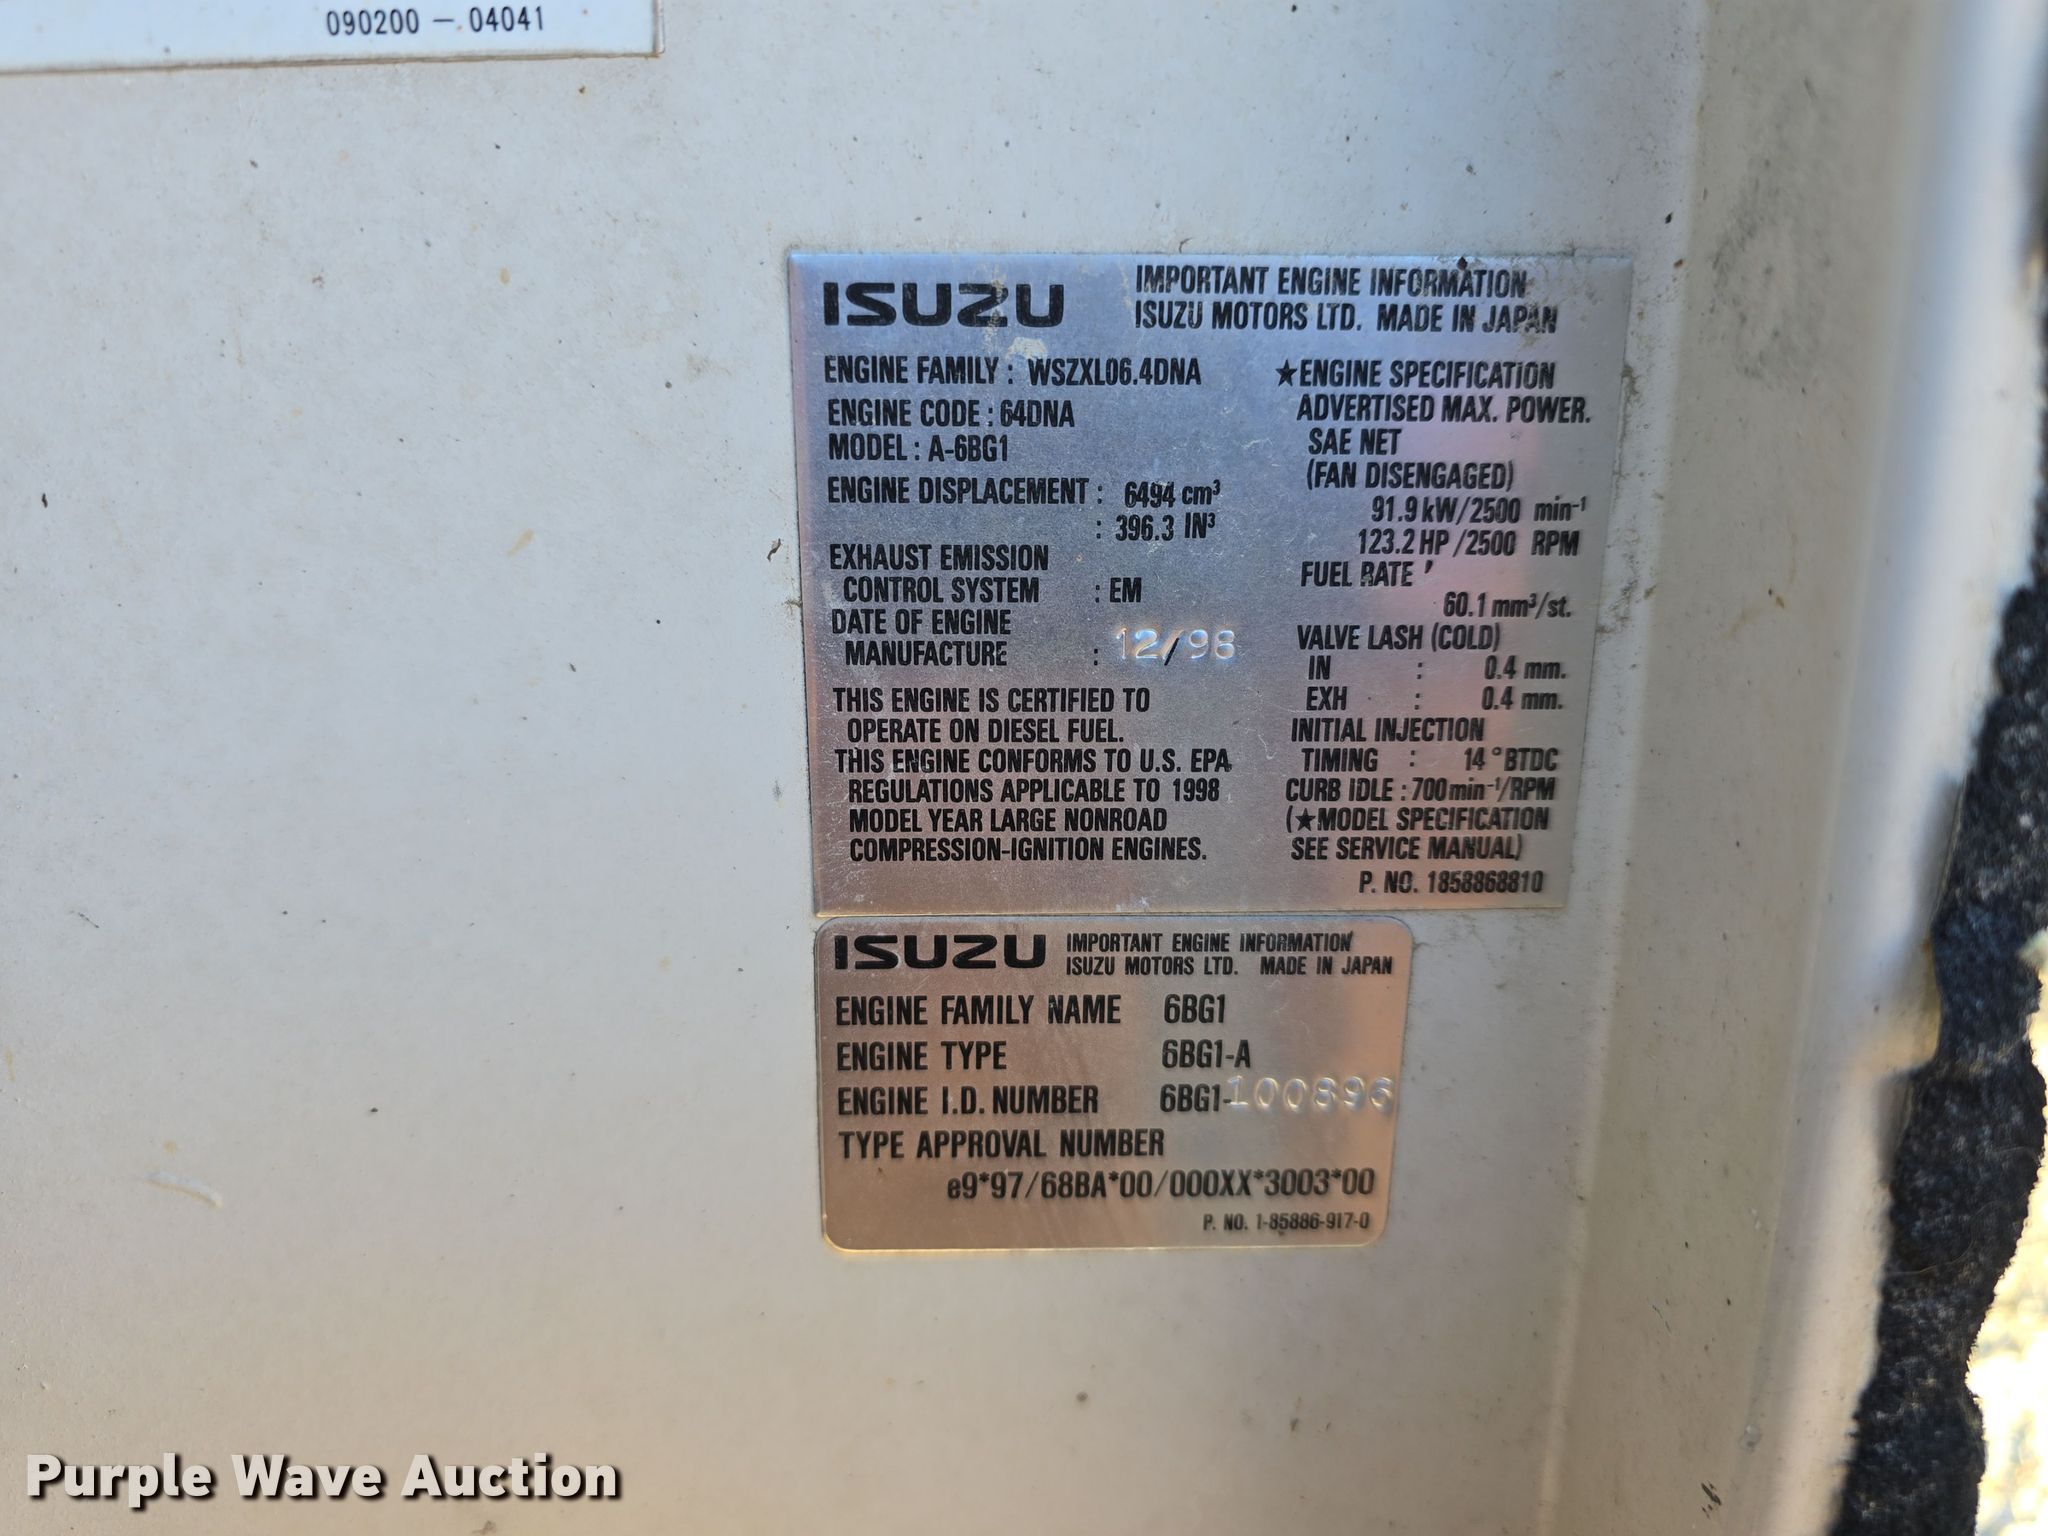 090200 — 04041
ISUZU
IMPORTANT ENGINE INFORMATION
ISUZU MOTORS LTD. MADE IN JAPAN
ENGINE FAMILY : WSZXL06.4DNA
ENGINE CODE : 64DNA
MODEL : A-6BG1
ENGINE DISPLACEMENT : 6494 cm³
: 396.3 IN³
EXHAUST EMISSION
CONTROL SYSTEM : EM
DATE OF ENGINE
MANUFACTURE : 12/98
THIS ENGINE IS CERTIFIED TO
OPERATE ON DIESEL FUEL.
THIS ENGINE CONFORMS TO U.S. EPA
REGULATIONS APPLICABLE TO 1998
MODEL YEAR LARGE NONROAD
COMPRESSION-IGNITION ENGINES.
★ENGINE SPECIFICATION
ADVERTISED MAX. POWER.
SAE NET
(FAN DISENGAGED)
91.9 kW/2500 min⁻¹
123.2 HP /2500 RPM
FUEL RATE
60.1 mm³/st.
VALVE LASH (COLD)
IN : 0.4 mm.
EXH : 0.4 mm.
INITIAL INJECTION
TIMING : 14° BTDC
CURB IDLE : 700 min⁻¹/RPM
(★MODEL SPECIFICATION
SEE SERVICE MANUAL)
P. NO. 1858868810
ISUZU
IMPORTANT ENGINE INFORMATION
ISUZU MOTORS LTD. MADE IN JAPAN
ENGINE FAMILY NAME 6BG1
ENGINE TYPE 6BG1-A
ENGINE I.D. NUMBER 6BG1-
TYPE APPROVAL NUMBER
e9*97/68BA*00/000XX*3003*00
P. NO. 1-85886-917-0
Purple Wave Auction